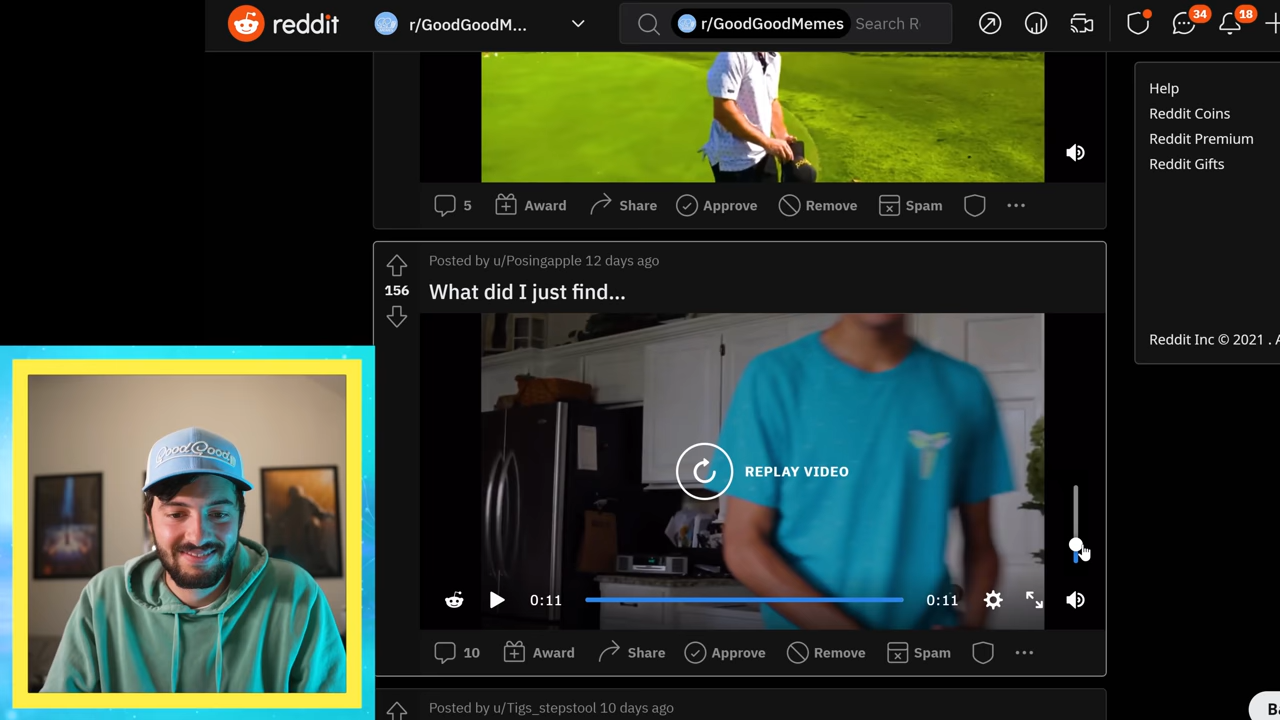 reddit
r/GoodGoodM...
r/GoodGoodMemes Search R
34
18
5 Award Share Approve Remove Spam ...
Help
Reddit Coins
Reddit Premium
Reddit Gifts
Reddit Inc © 2021 . A
Posted by u/Posingapple 12 days ago
156
What did I just find...
GoodGood
REPLAY VIDEO
0:11
0:11
10 Award Share Approve Remove Spam ...
Posted by u/Tigs_stepstool 10 days ago
Ba